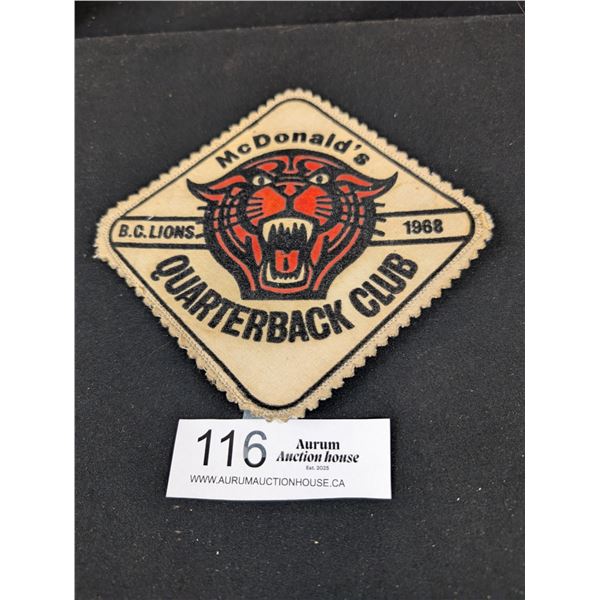 McDonald's
B.C. LIONS 1968
QUARTERBACK CLUB
116 Aurum
Auction house
Est. 2025
WWW.AURUMAUCTIONHOUSE.CA